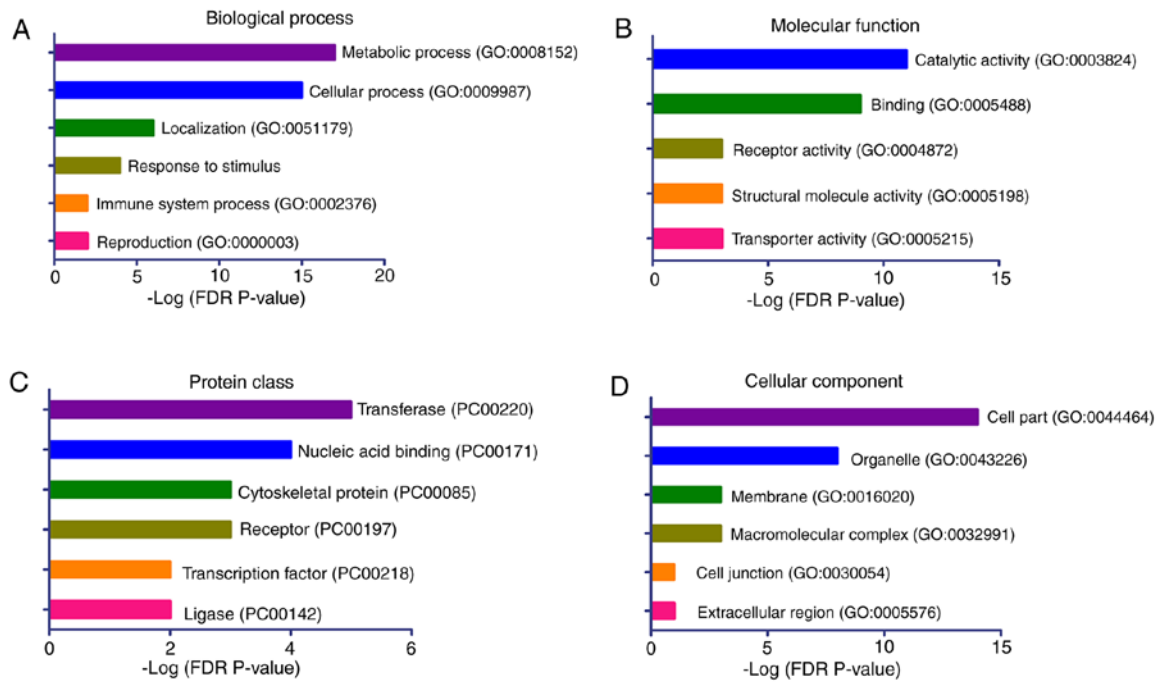 A
Biological process
Metabolic process (GO:0008152)
Cellular process (GO:0009987)
Localization (GO:0051179)
Response to stimulus
Immune system process (GO:0002376)
Reproduction (GO:0000003)
0 5 10 15 20
-Log (FDR P-value)
B
Molecular function
Catalytic activity (GO:0003824)
Binding (GO:0005488)
Receptor activity (GO:0004872)
Structural molecule activity (GO:0005198)
Transporter activity (GO:0005215)
0 5 10 15
-Log (FDR P-value)
C
Protein class
Transferase (PC00220)
Nucleic acid binding (PC00171)
Cytoskeletal protein (PC00085)
Receptor (PC00197)
Transcription factor (PC00218)
Ligase (PC00142)
0 2 4 6
-Log (FDR P-value)
D
Cellular component
Cell part (GO:0044464)
Organelle (GO:0043226)
Membrane (GO:0016020)
Macromolecular complex (GO:0032991)
Cell junction (GO:0030054)
Extracellular region (GO:0005576)
0 5 10 15
-Log (FDR P-value)